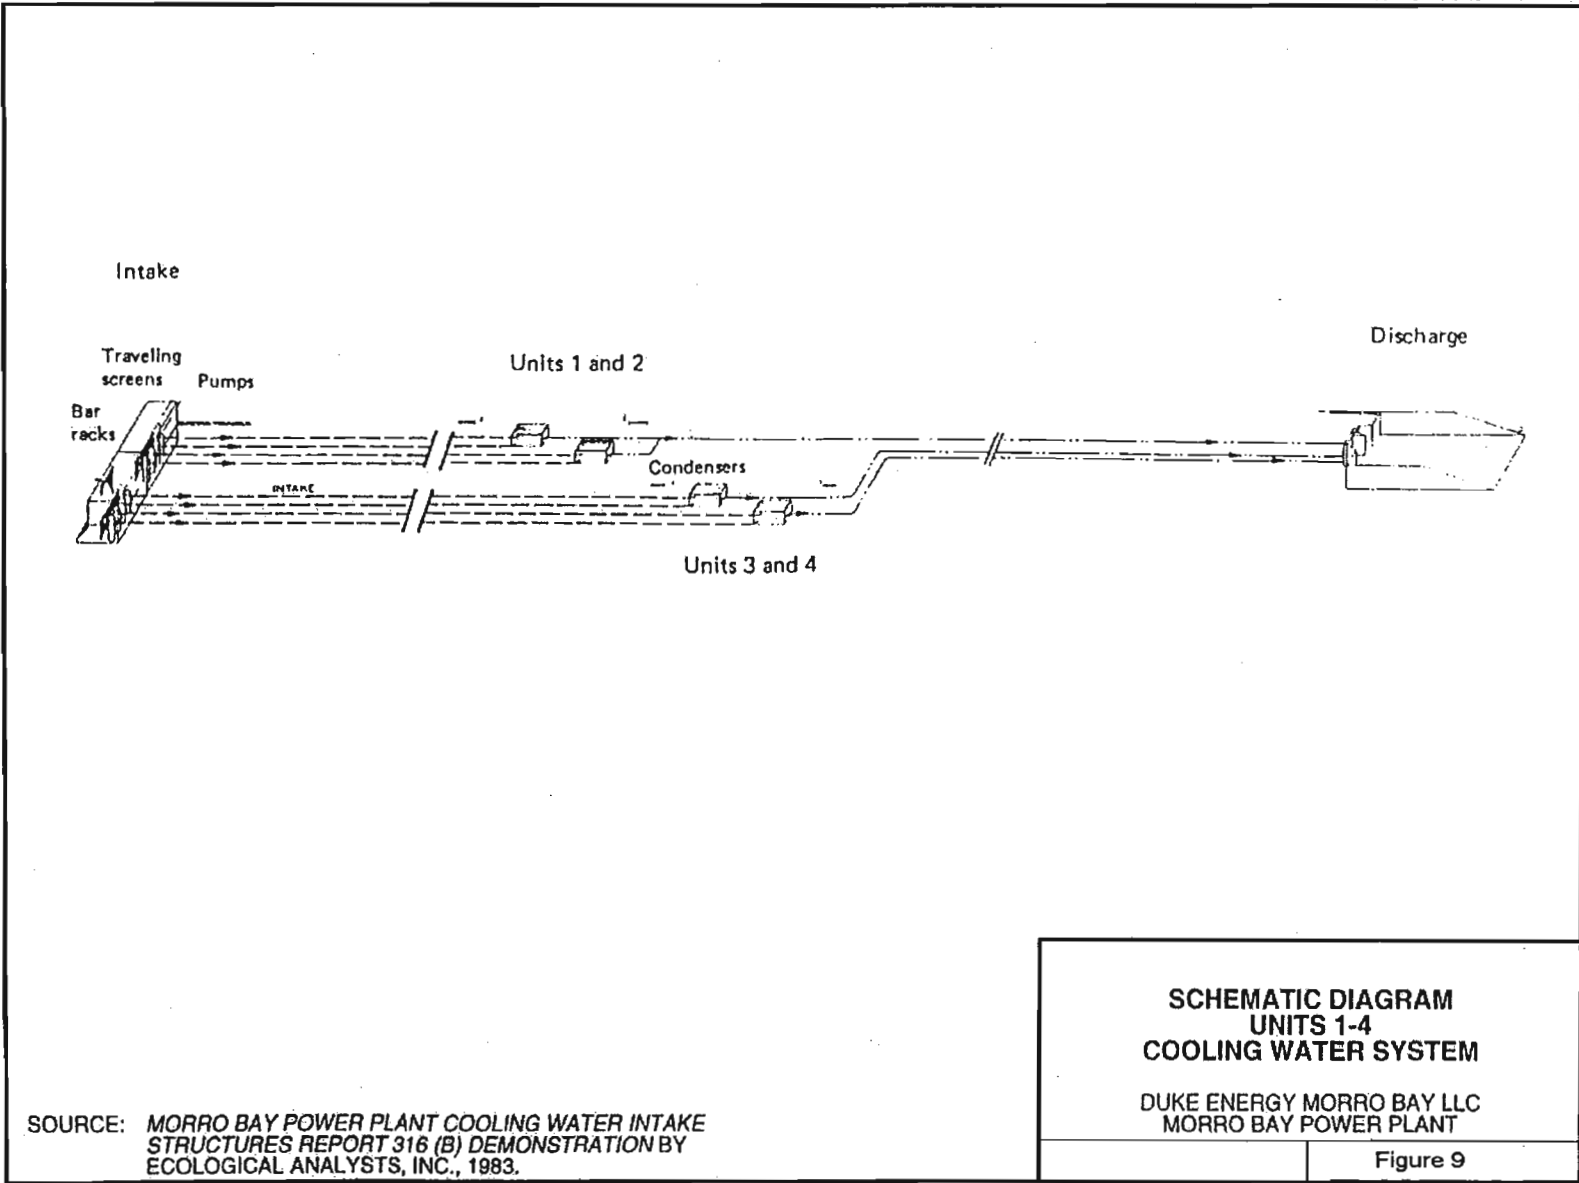 Intake
Discharge
Traveling
screens
Pumps
Units 1 and 2
Bar
racks
Condensers
INTAKE
Units 3 and 4
SCHEMATIC DIAGRAM
UNITS 1-4
COOLING WATER SYSTEM
DUKE ENERGY MORRO BAY LLC
MORRO BAY POWER PLANT
Figure 9
SOURCE: MORRO BAY POWER PLANT COOLING WATER INTAKE
STRUCTURES REPORT 316 (B) DEMONSTRATION BY
ECOLOGICAL ANALYSTS, INC., 1983.